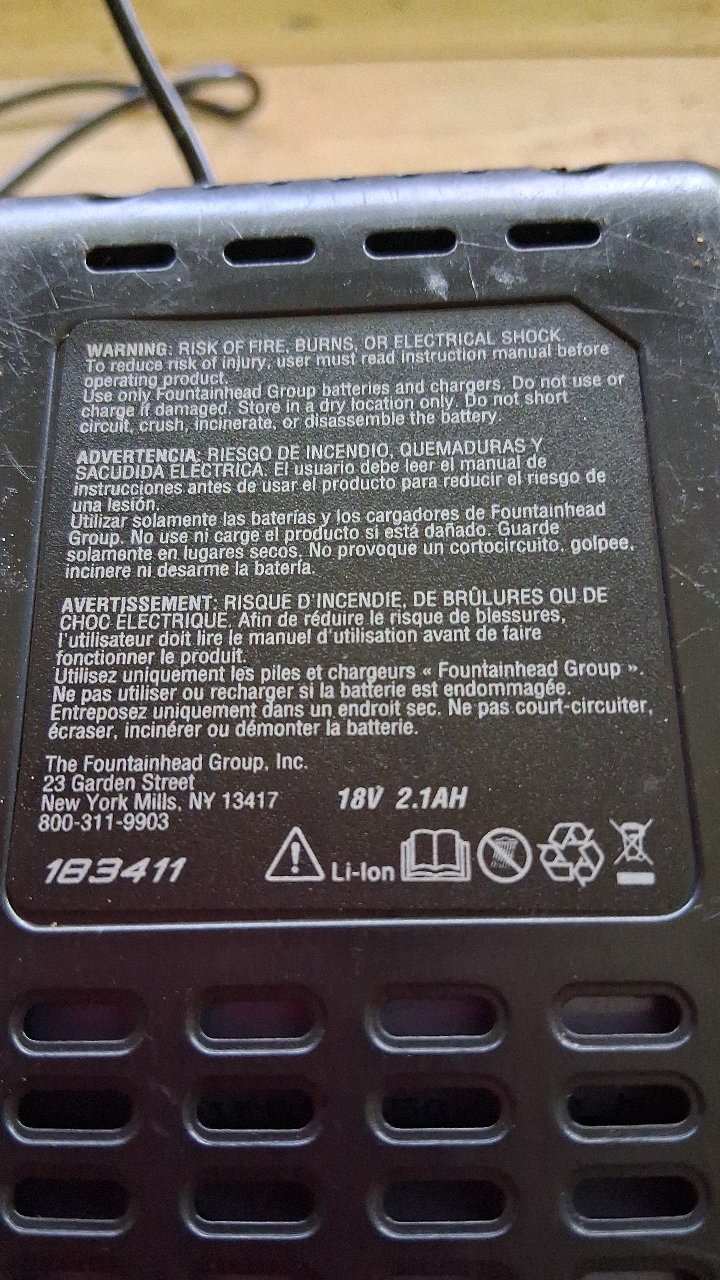 WARNING: RISK OF FIRE, BURNS, OR ELECTRICAL SHOCK.
To reduce risk of injury, user must read instruction manual before
operating product.
Use only Fountainhead Group batteries and chargers. Do not use or
charge if damaged. Store in a dry location only. Do not short
circuit, crush, incinerate, or disassemble the battery.
ADVERTENCIA: RIESGO DE INCENDIO, QUEMADURAS Y
SACUDIDA ELÉCTRICA. El usuario debe leer el manual de
instrucciones antes de usar el producto para reducir el riesgo de
una lesión.
Utilizar solamente las baterías y los cargadores de Fountainhead
Group. No use ni carge el producto si está dañado. Guarde
solamente en lugares secos. No provoque un cortocircuito, golpee,
incinere ni desarme la batería.
AVERTISSEMENT: RISQUE D'INCENDIE, DE BRÛLURES OU DE
CHOC ÉLECTRIQUE. Afin de réduire le risque de blessures,
l'utilisateur doit lire le manuel d'utilisation avant de faire
fonctionner le produit.
Utilisez uniquement les piles et chargeurs « Fountainhead Group ».
Ne pas utiliser ou recharger si la batterie est endommagée.
Entreposez uniquement dans un endroit sec. Ne pas court-circuiter,
écraser, incinérer ou démonter la batterie.
The Fountainhead Group, Inc.
23 Garden Street
New York Mills, NY 13417
800-311-9903
18V 2.1AH
183411
Li-Ion